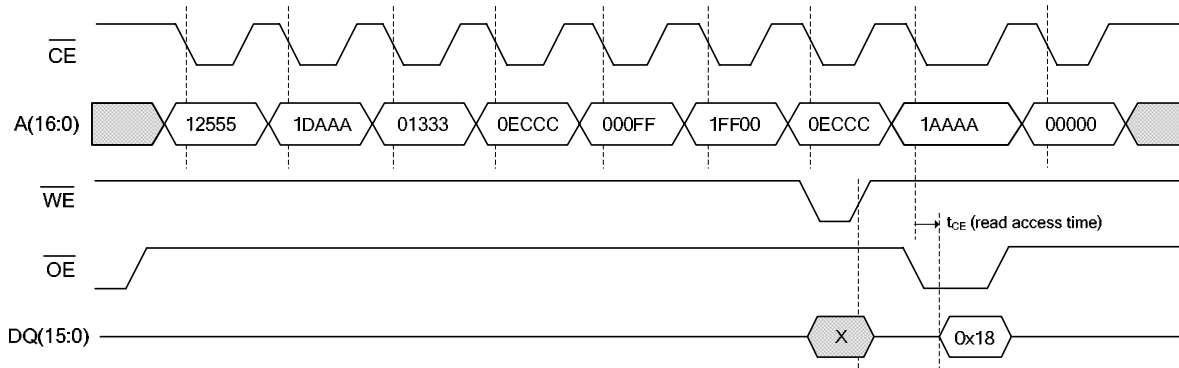 CE
A(16:0) 12555 1DAAA 01333 0ECCC 000FF 1FF00 0ECCC 1AAAA 00000
WE
tCE (read access time)
OE
DQ(15:0) X 0x18